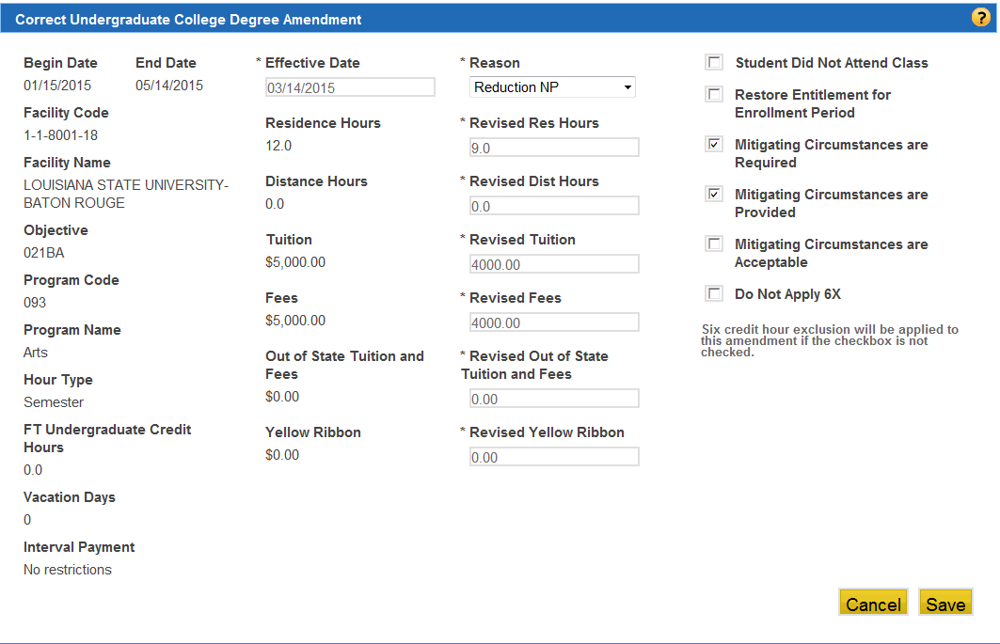 Correct Undergraduate College Degree Amendment
?
Begin Date
End Date
01/15/2015
05/14/2015
Facility Code
1-1-8001-18
Facility Name
LOUISIANA STATE UNIVERSITY-
BATON ROUGE
Objective
021BA
Program Code
093
Program Name
Arts
Hour Type
Semester
FT Undergraduate Credit
Hours
0.0
Vacation Days
0
Interval Payment
No restrictions
* Effective Date
03/14/2015
Residence Hours
12.0
Distance Hours
0.0
Tuition
$5,000.00
Fees
$5,000.00
Out of State Tuition and
Fees
$0.00
Yellow Ribbon
$0.00
* Reason
Reduction NP
* Revised Res Hours
9.0
* Revised Dist Hours
0.0
* Revised Tuition
4000.00
* Revised Fees
4000.00
* Revised Out of State
Tuition and Fees
0.00
* Revised Yellow Ribbon
0.00
Student Did Not Attend Class
Restore Entitlement for
Enrollment Period
Mitigating Circumstances are
Required
Mitigating Circumstances are
Provided
Mitigating Circumstances are
Acceptable
Do Not Apply 6X
Six credit hour exclusion will be applied to
this amendment if the checkbox is not
checked.
Cancel
Save